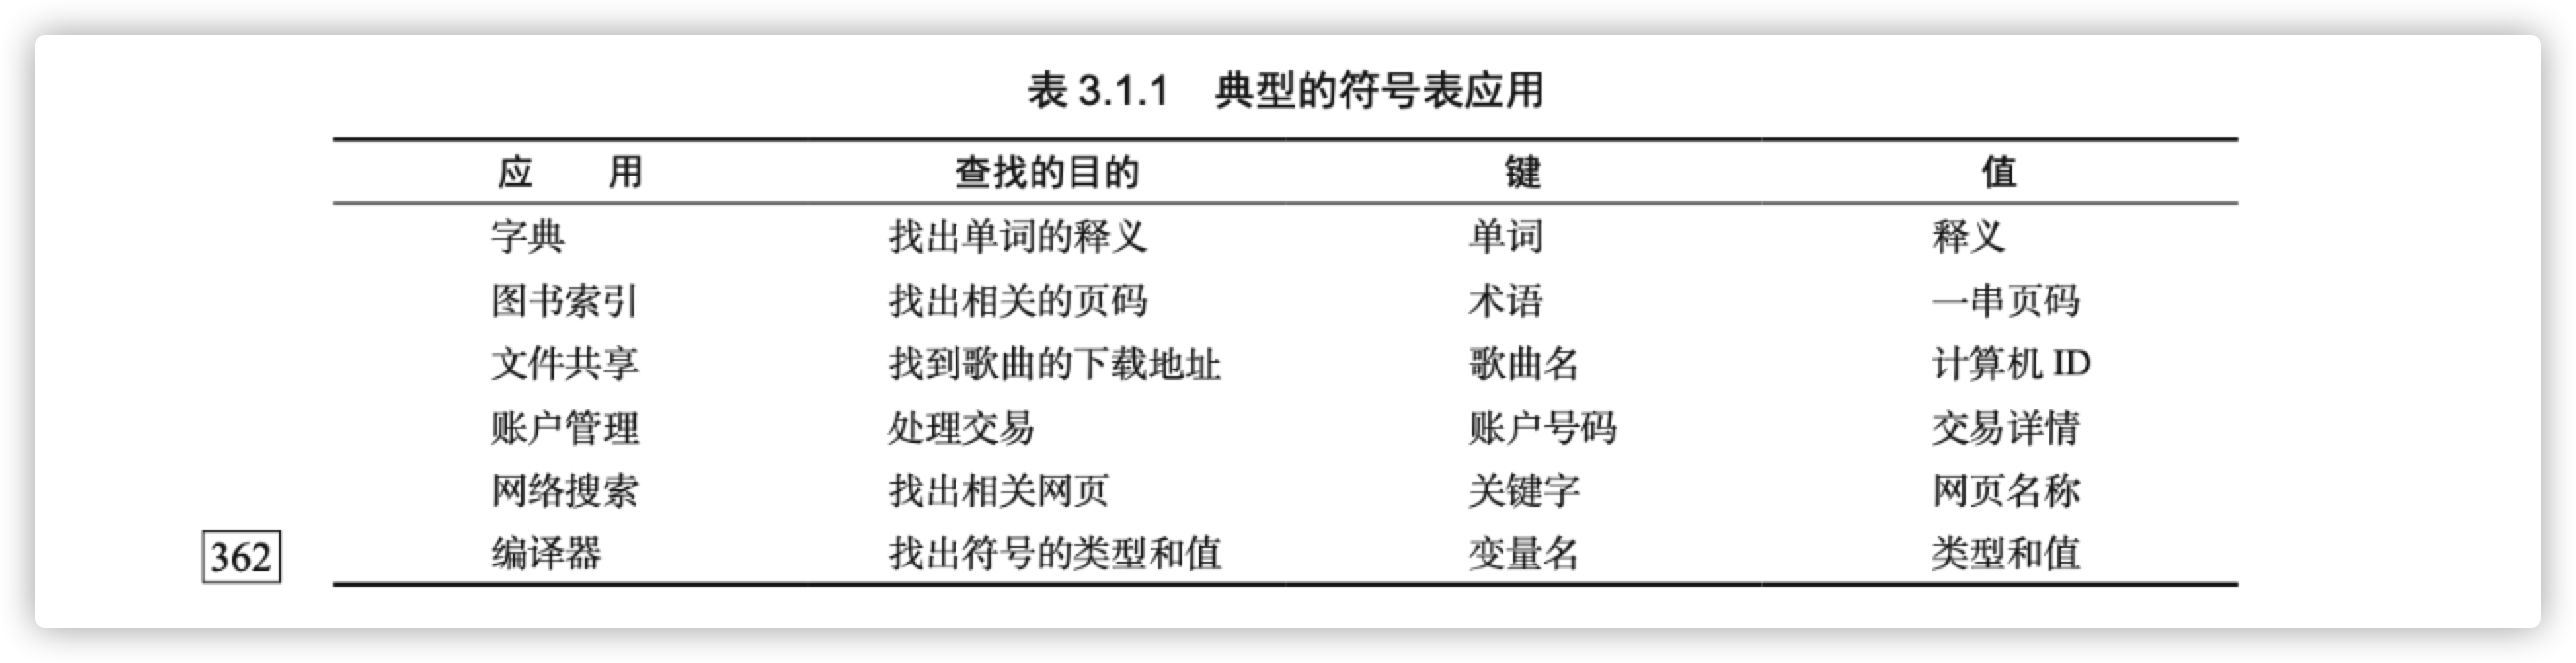 表 3.1.1 典型的符号表应用
应 用 查找的目的 键 值
字典 找出单词的释义 单词 释义
图书索引 找出相关的页码 术语 一串页码
文件共享 找到歌曲的下载地址 歌曲名 计算机 ID
账户管理 处理交易 账户号码 交易详情
网络搜索 找出相关网页 关键字 网页名称
362 编译器 找出符号的类型和值 变量名 类型和值